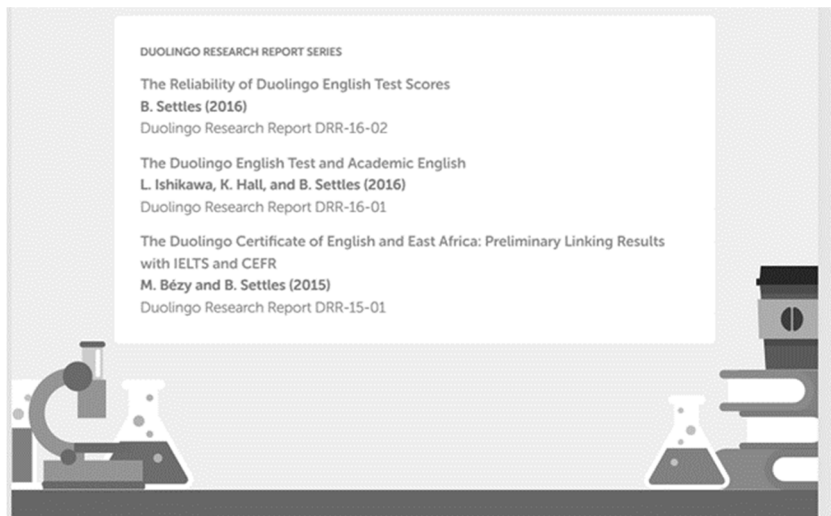 DUOLINGO RESEARCH REPORT SERIES
The Reliability of Duolingo English Test Scores
B. Settles (2016)
Duolingo Research Report DRR-16-02
The Duolingo English Test and Academic English
L. Ishikawa, K. Hall, and B. Settles (2016)
Duolingo Research Report DRR-16-01
The Duolingo Certificate of English and East Africa: Preliminary Linking Results
with IELTS and CEFR
M. Bézy and B. Settles (2015)
Duolingo Research Report DRR-15-01